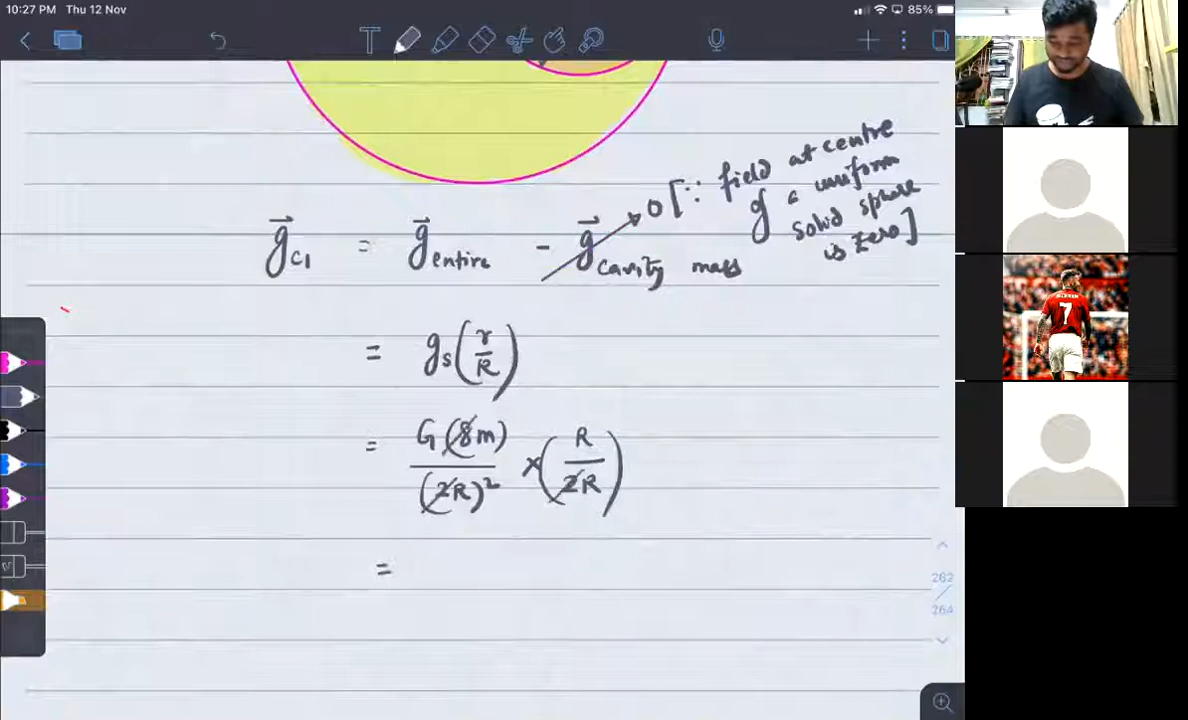 10:27 PM Thu 12 Nov 85%
0 [∵ field at centre
of a uniform
solid sphere
is zero]
g⃗c1 = g⃗entire - g⃗cavity mass
= gs(r/R)
= G(8m)/(2R)² × (R/2R)
=
7
262
/
264